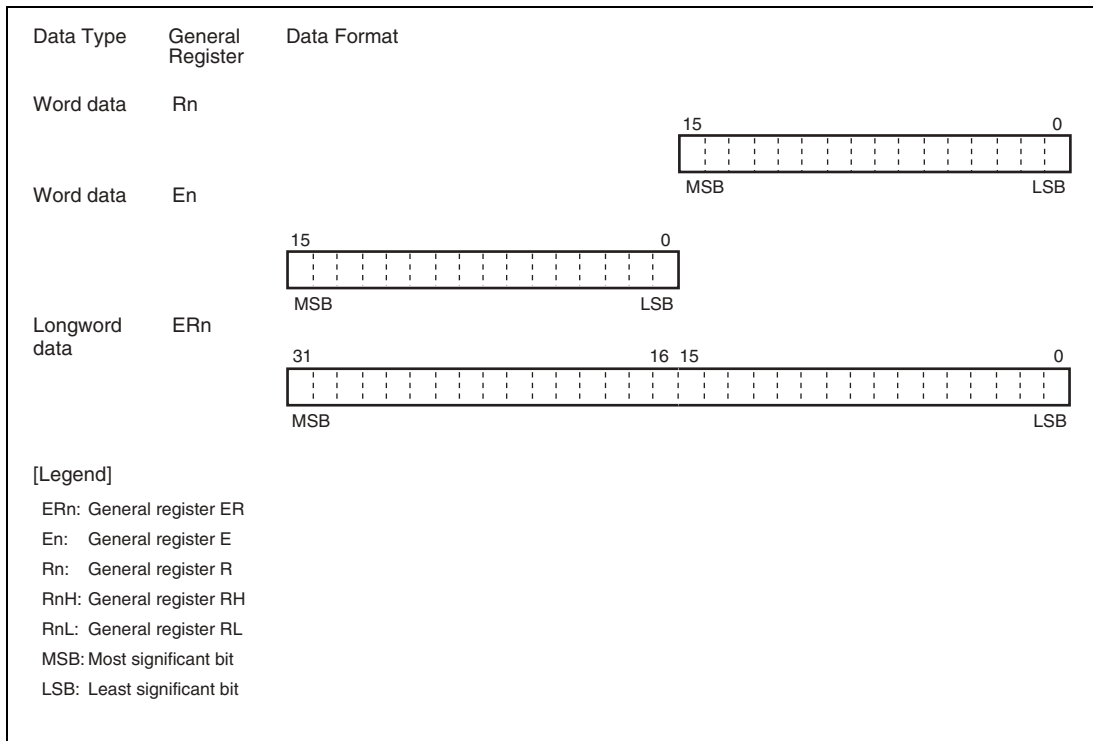 Data Type General Register Data Format
Word data Rn
15 0
MSB LSB
Word data En
15 0
MSB LSB
Longword data ERn
31 16 15 0
MSB LSB
[Legend]
ERn: General register ER
En: General register E
Rn: General register R
RnH: General register RH
RnL: General register RL
MSB: Most significant bit
LSB: Least significant bit